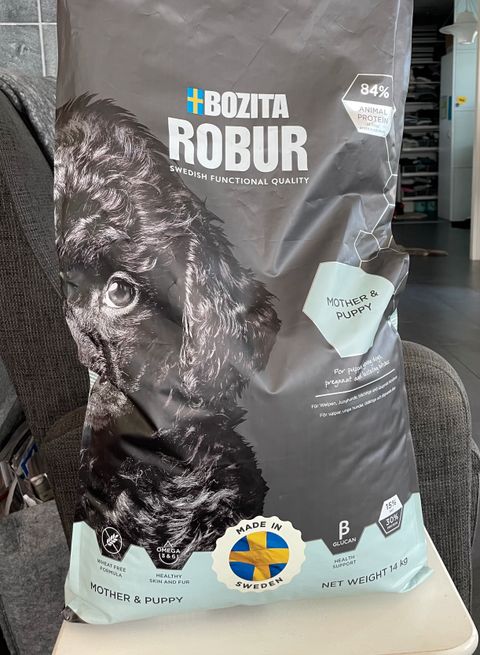 BOZITA
ROBUR
SWEDISH FUNCTIONAL QUALITY
84%
ANIMAL
PROTEIN
MOTHER &
PUPPY
MADE IN
SWEDEN
WHEAT FREE
FORMULA
OMEGA
(3&6)
HEALTHY
SKIN AND FUR
β
GLUCAN
HEALTH
SUPPORT
15%
30%
MOTHER & PUPPY
NET WEIGHT 14 kg